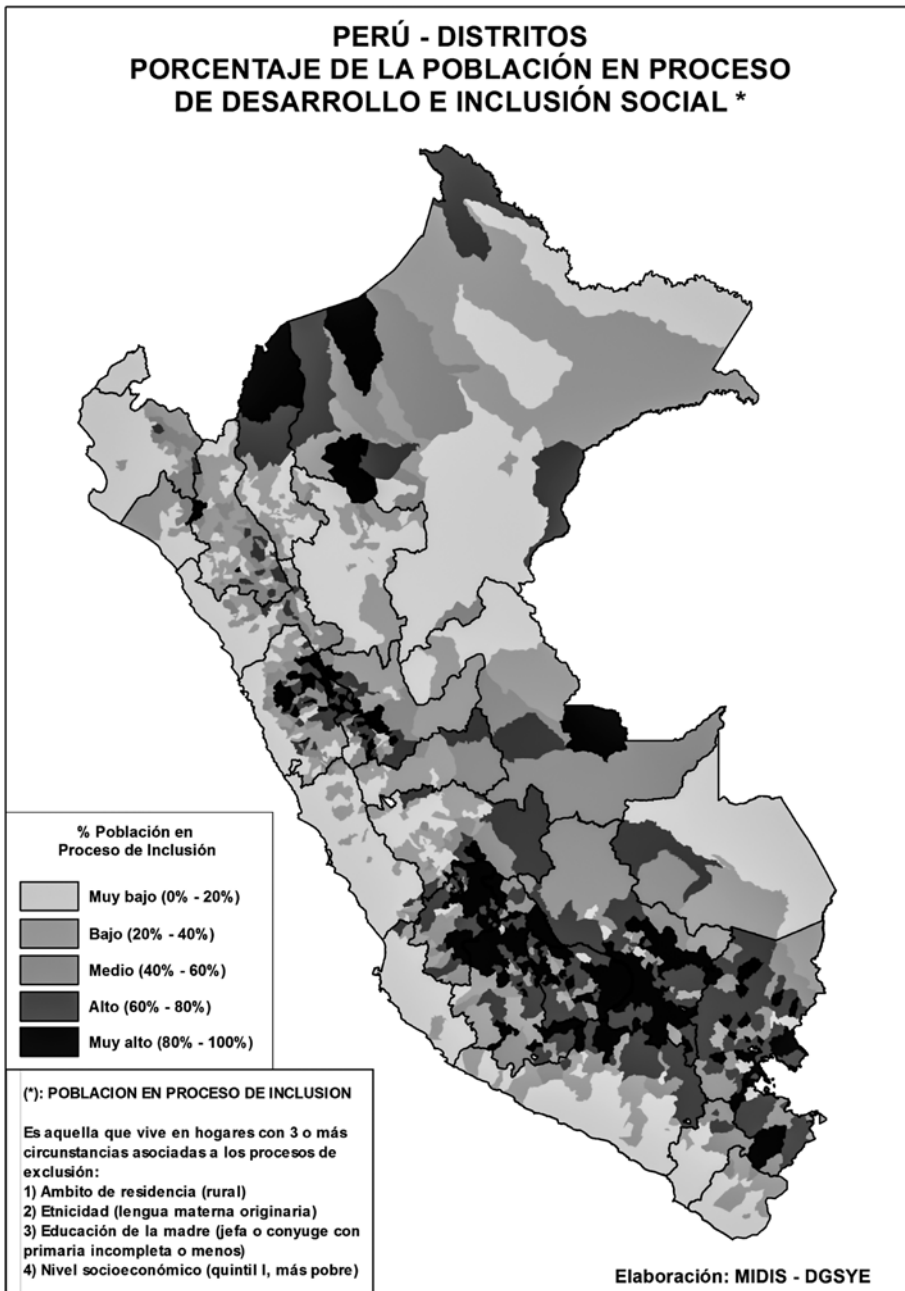 PERÚ - DISTRITOS
PORCENTAJE DE LA POBLACIÓN EN PROCESO
DE DESARROLLO E INCLUSIÓN SOCIAL *
% Población en
Proceso de Inclusión
Muy bajo (0% - 20%)
Bajo (20% - 40%)
Medio (40% - 60%)
Alto (60% - 80%)
Muy alto (80% - 100%)
(*): POBLACION EN PROCESO DE INCLUSION
Es aquella que vive en hogares con 3 o más
circunstancias asociadas a los procesos de
exclusión:
1) Ambito de residencia (rural)
2) Etnicidad (lengua materna originaria)
3) Educación de la madre (jefa o conyuge con
primaria incompleta o menos)
4) Nivel socioeconómico (quintil I, más pobre)
Elaboración: MIDIS - DGSYE